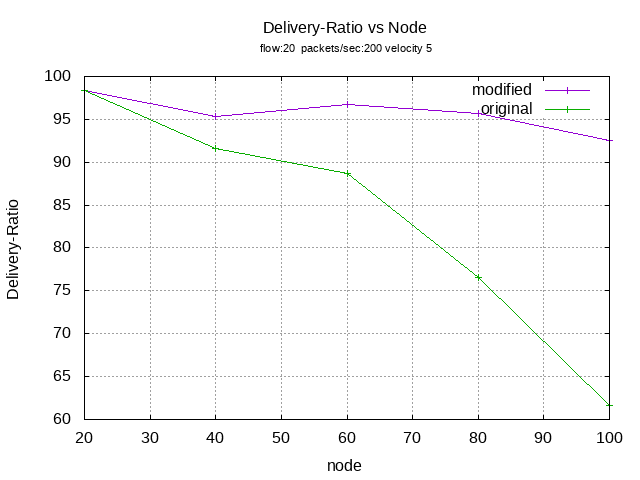 Delivery-Ratio vs Node
flow:20  packets/sec:200 velocity 5
modified
original
100
95
90
85
80
75
70
65
60
Delivery-Ratio
20 30 40 50 60 70 80 90 100
node